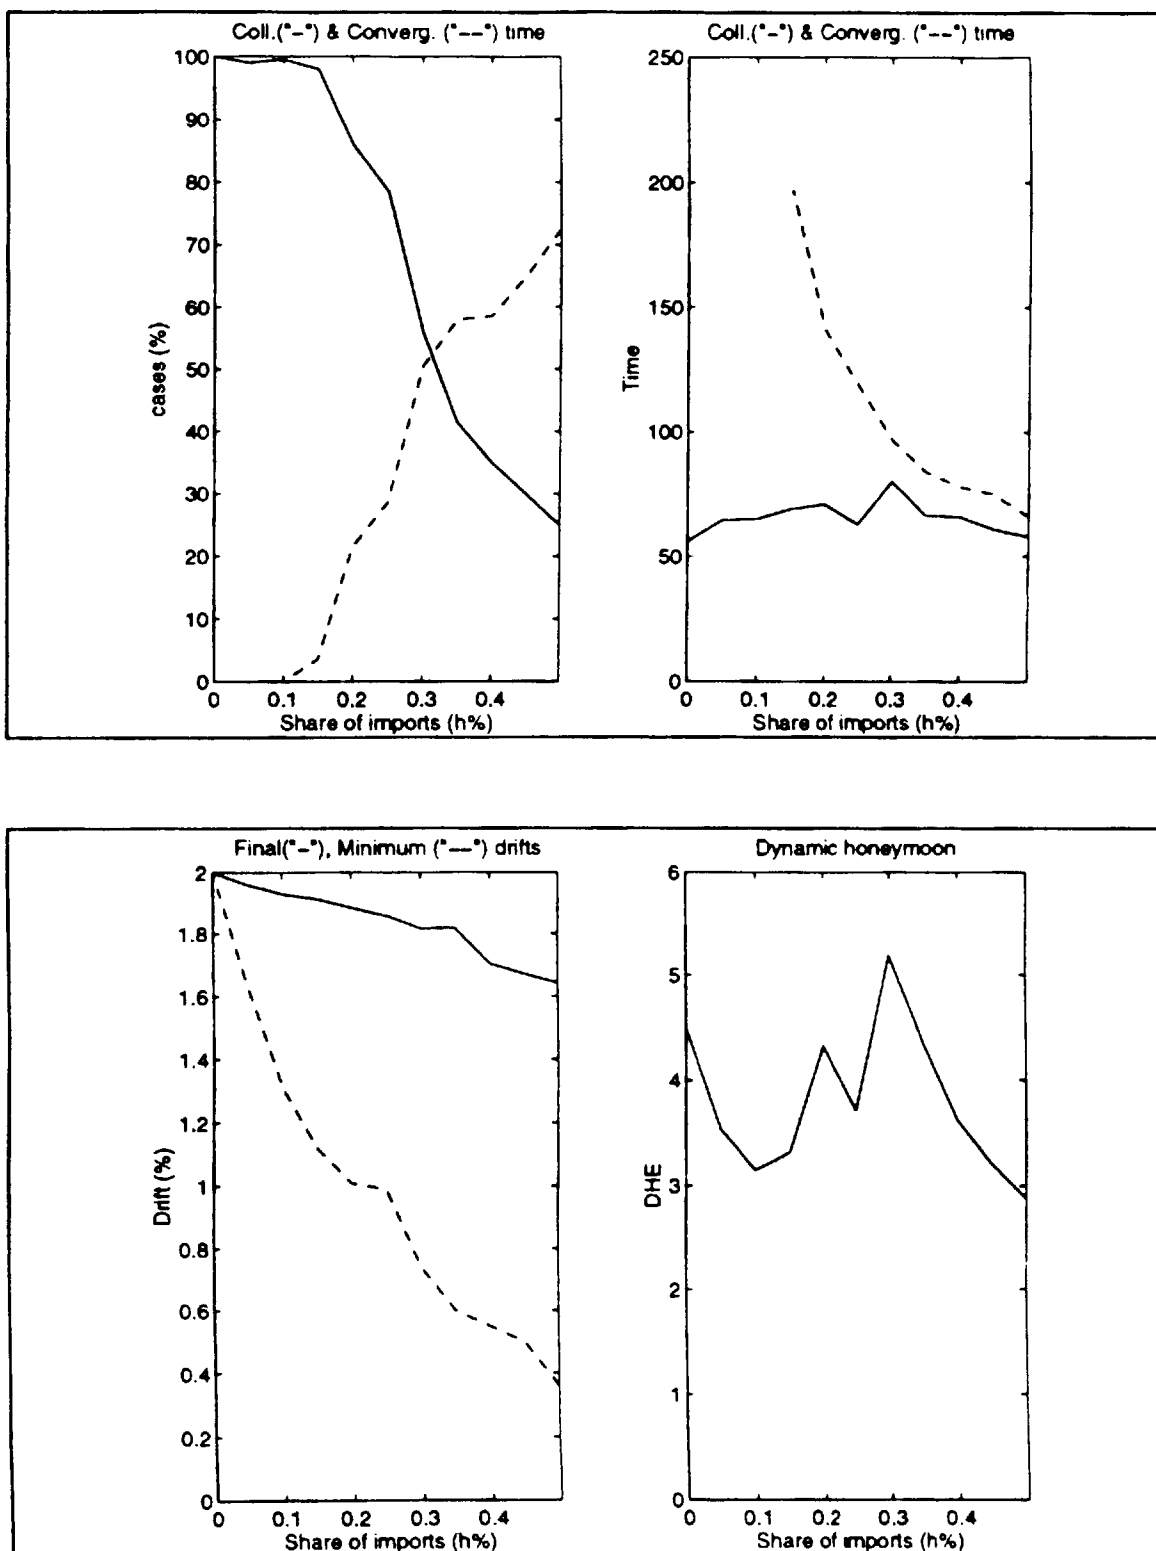 Coll.("-") & Converg. ("--") time
100
90
80
70
60
50
40
30
20
10
0
cases (%)
0 0.1 0.2 0.3 0.4
Share of imports (h%)
Coll.("-") & Converg. ("--") time
250
200
150
100
50
0
Time
0 0.1 0.2 0.3 0.4
Share of imports (h%)
Final("-"), Minimum ("--") drifts
2
1.8
1.6
1.4
1.2
1
0.8
0.6
0.4
0.2
0
Drift (%)
0 0.1 0.2 0.3 0.4
Share of imports (h%)
Dynamic honeymoon
6
5
4
3
2
1
0
DHE
0 0.1 0.2 0.3 0.4
Share of imports (h%)